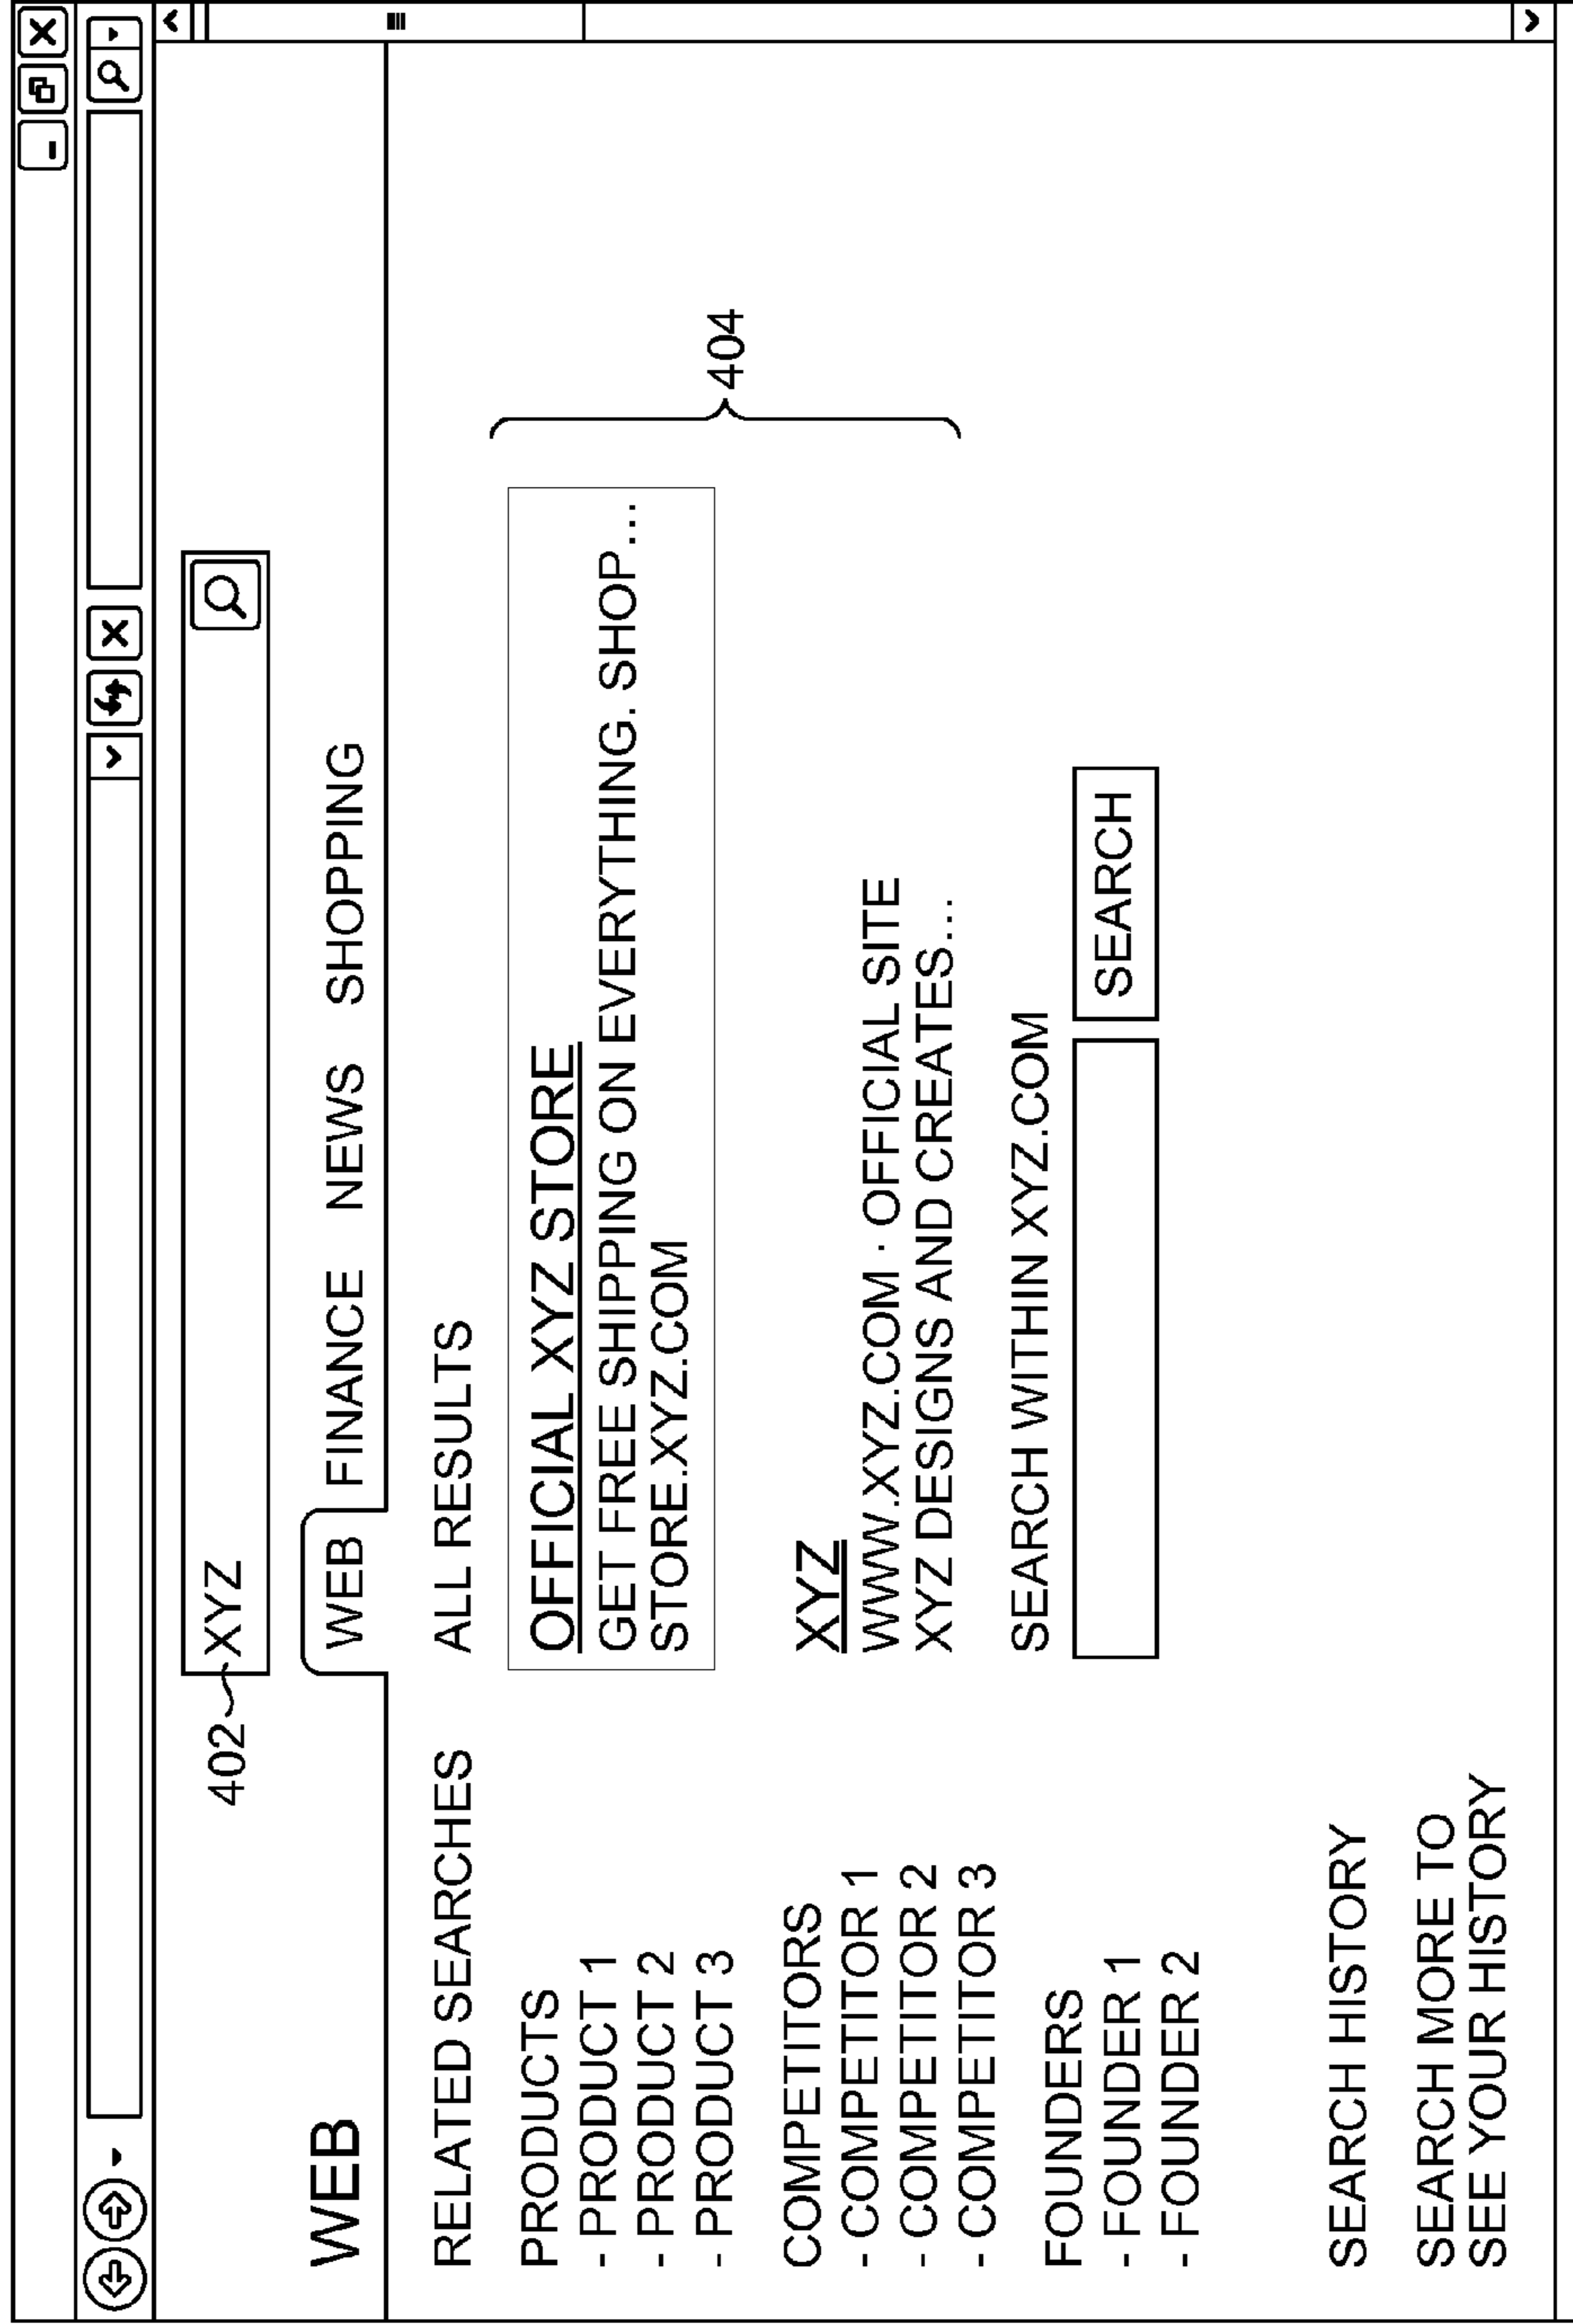 402
XYZ
WEB
WEB FINANCE NEWS SHOPPING
RELATED SEARCHES
PRODUCTS
- PRODUCT 1
- PRODUCT 2
- PRODUCT 3
COMPETITORS
- COMPETITOR 1
- COMPETITOR 2
- COMPETITOR 3
FOUNDERS
- FOUNDER 1
- FOUNDER 2
SEARCH HISTORY
SEARCH MORE TO
SEE YOUR HISTORY
ALL RESULTS
OFFICIAL XYZ STORE
GET FREE SHIPPING ON EVERYTHING. SHOP...
STORE.XYZ.COM
XYZ
WWW.XYZ.COM · OFFICIAL SITE
XYZ DESIGNS AND CREATES...
SEARCH WITHIN XYZ.COM
SEARCH
404